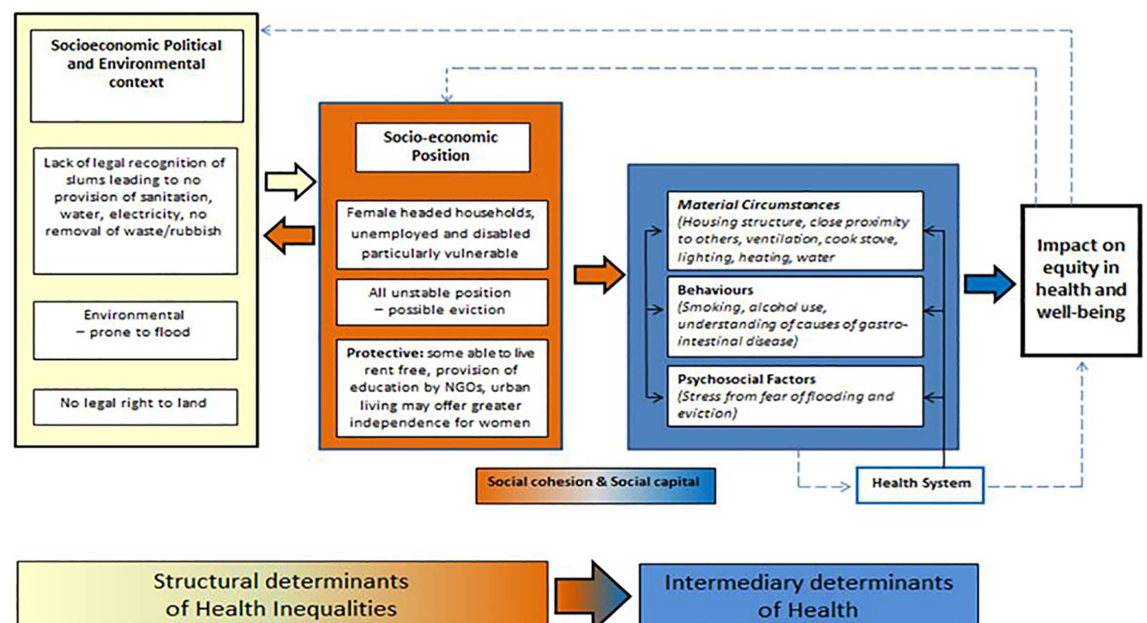 Socioeconomic Political
and Environmental
context
Lack of legal recognition of
slums leading to no
provision of sanitation,
water, electricity, no
removal of waste/rubbish
Environmental
– prone to flood
No legal right to land
Socio-economic
Position
Female headed households,
unemployed and disabled
particularly vulnerable
All unstable position
– possible eviction
Protective: some able to live
rent free, provision of
education by NGOs, urban
living may offer greater
independence for women
Material Circumstances
(Housing structure, close proximity
to others, ventilation, cook stove,
lighting, heating, water
Behaviours
(Smoking, alcohol use,
understanding of causes of gastro-
intestinal disease)
Psychosocial Factors
(Stress from fear of flooding and
eviction)
Impact on
equity in
health and
well-being
Social cohesion & Social capital
Health System
Structural determinants
of Health Inequalities
Intermediary determinants
of Health